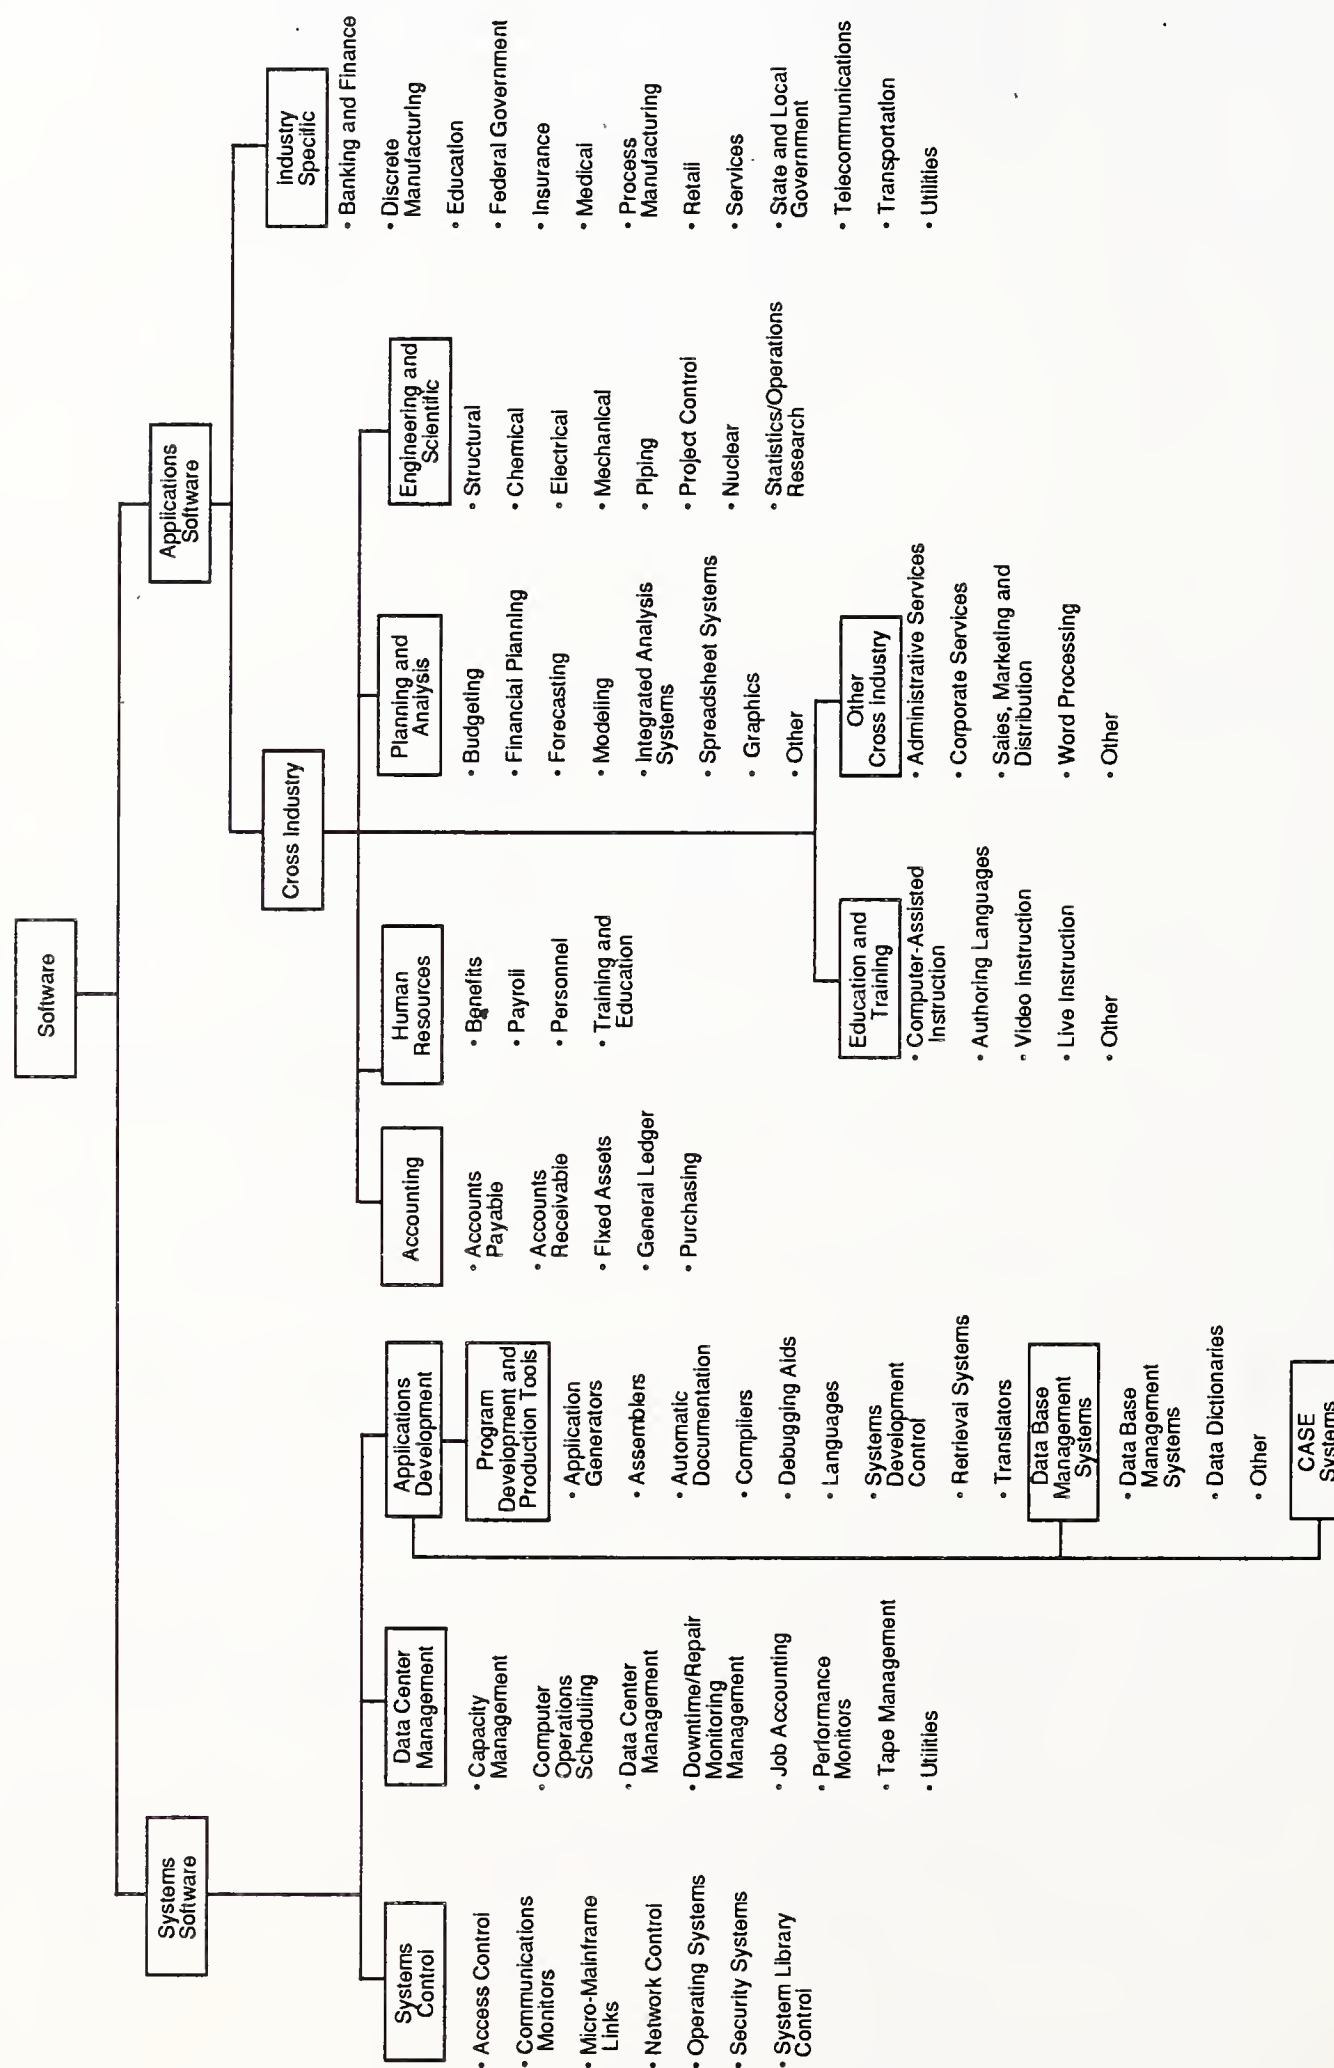 Software
Systems
Software
Applications
Software
Systems
Control
• Access Control
• Communications
Monitors
• Micro-Mainframe
Links
• Network Control
• Operating Systems
• Security Systems
• System Library
Control
Data Center
Management
• Capacity
Management
• Computer
Operations
Scheduling
• Data Center
Management
• Downtime/Repair
Monitoring
Management
• Job Accounting
• Performance
Monitors
• Tape Management
• Utilities
Applications
Development
Program
Development and
Production Tools
• Application
Generators
• Assemblers
• Automatic
Documentation
• Compilers
• Debugging Aids
• Languages
• Systems
Development
Control
• Retrieval Systems
• Translators
Data Base
Management
Systems
• Data Base
Management
Systems
• Data Dictionaries
• Other
CASE
Systems
Cross Industry
Accounting
• Accounts
Payable
• Accounts
Receivable
• Fixed Assets
• General Ledger
• Purchasing
Human
Resources
• Benefits
• Payroll
• Personnel
• Training and
Education
Planning and
Analysis
• Budgeting
• Financial Planning
• Forecasting
• Modeling
• Integrated Analysis
Systems
• Spreadsheet Systems
• Graphics
• Other
Engineering and
Scientific
• Structural
• Chemical
• Electrical
• Mechanical
• Piping
• Project Control
• Nuclear
• Statistics/Operations
Research
Education and
Training
• Computer-Assisted
Instruction
• Authoring Languages
• Video Instruction
• Live Instruction
• Other
Other
Cross Industry
• Administrative Services
• Corporate Services
• Sales, Marketing and
Distribution
• Word Processing
• Other
Industry
Specific
• Banking and Finance
• Discrete
Manufacturing
• Education
• Federal Government
• Insurance
• Medical
• Process
Manufacturing
• Retail
• Services
• State and Local
Government
• Telecommunications
• Transportation
• Utilities